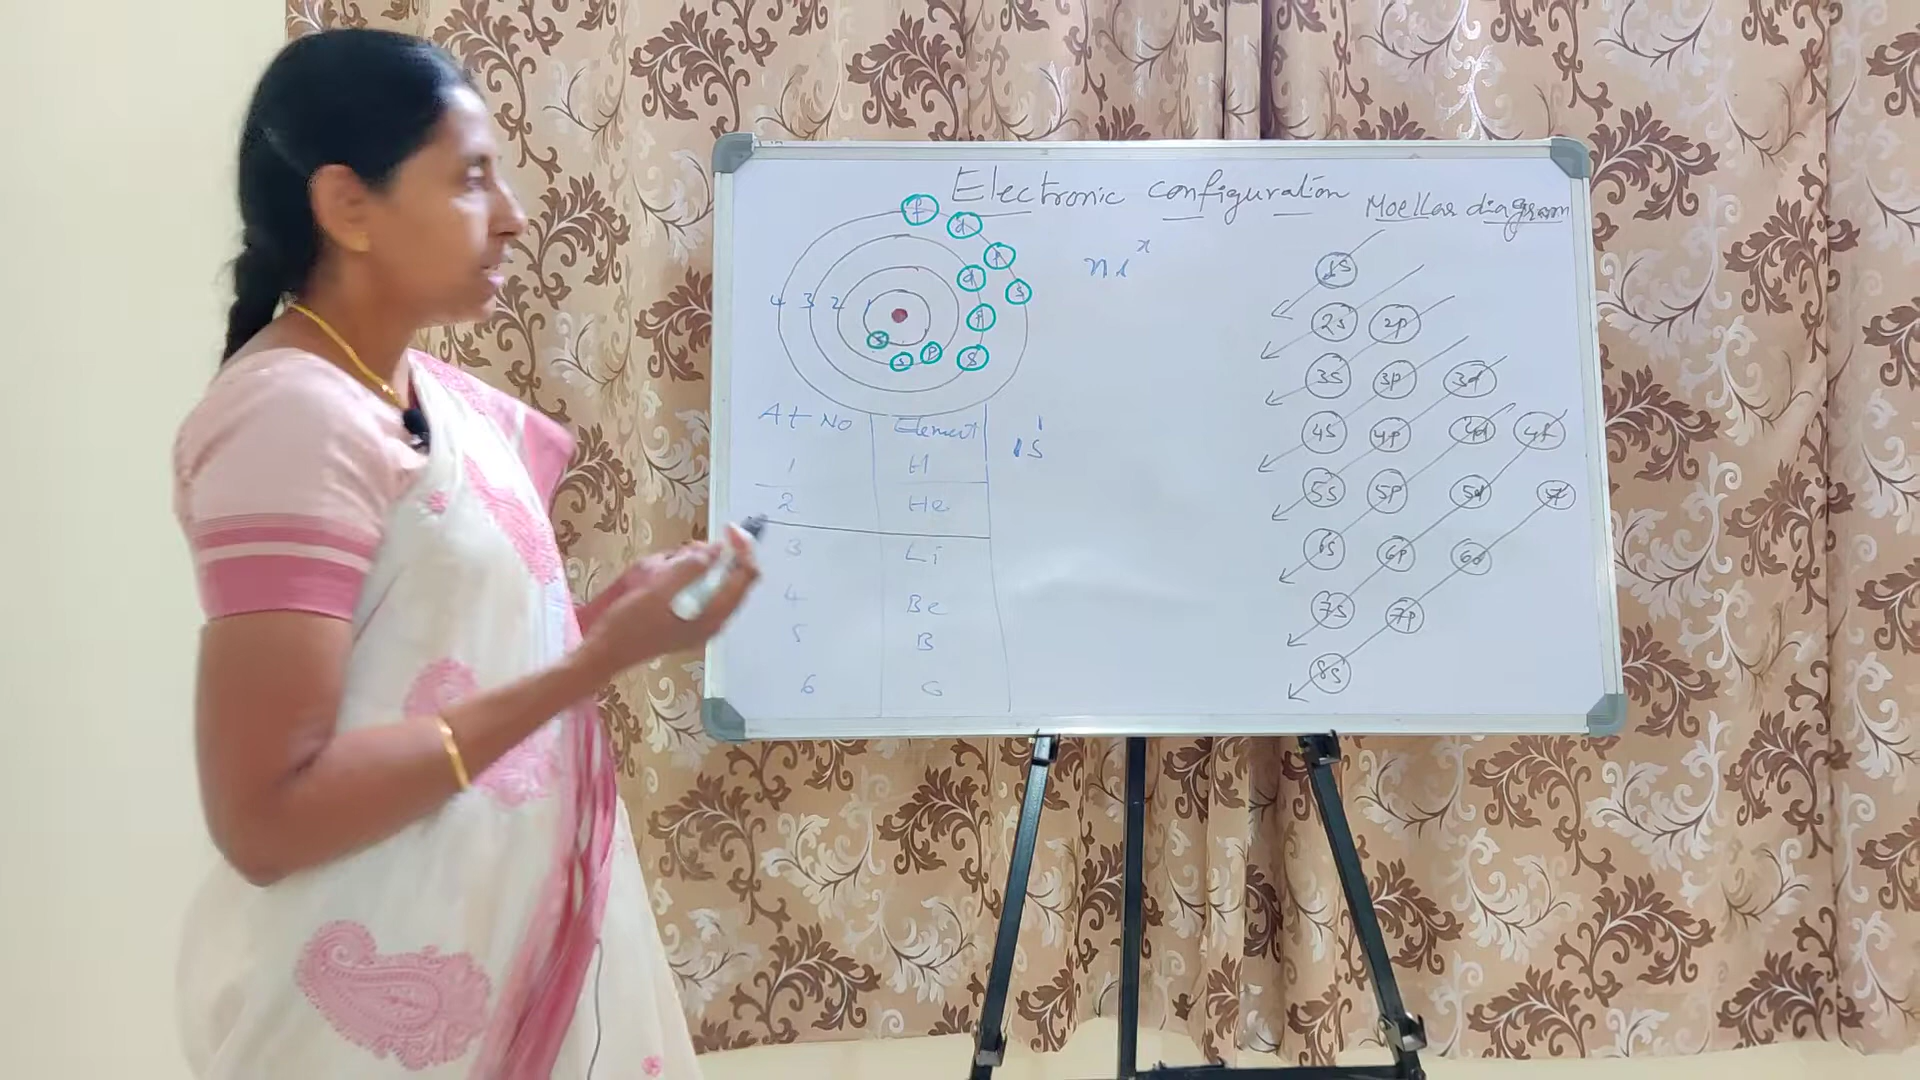 Electronic configuration
Moellar diagram
f
d
p
s
d
p
s
4 3 2 1
s
s p
nl^x
At No Element
1 H
1s^1
2 He
3 Li
4 Be
5 B
6 C
1s
2s 2p
3s 3p 3d
4s 4p 4d 4f
5s 5p 5d 5f
6s 6p 6d
7s 7p
8s